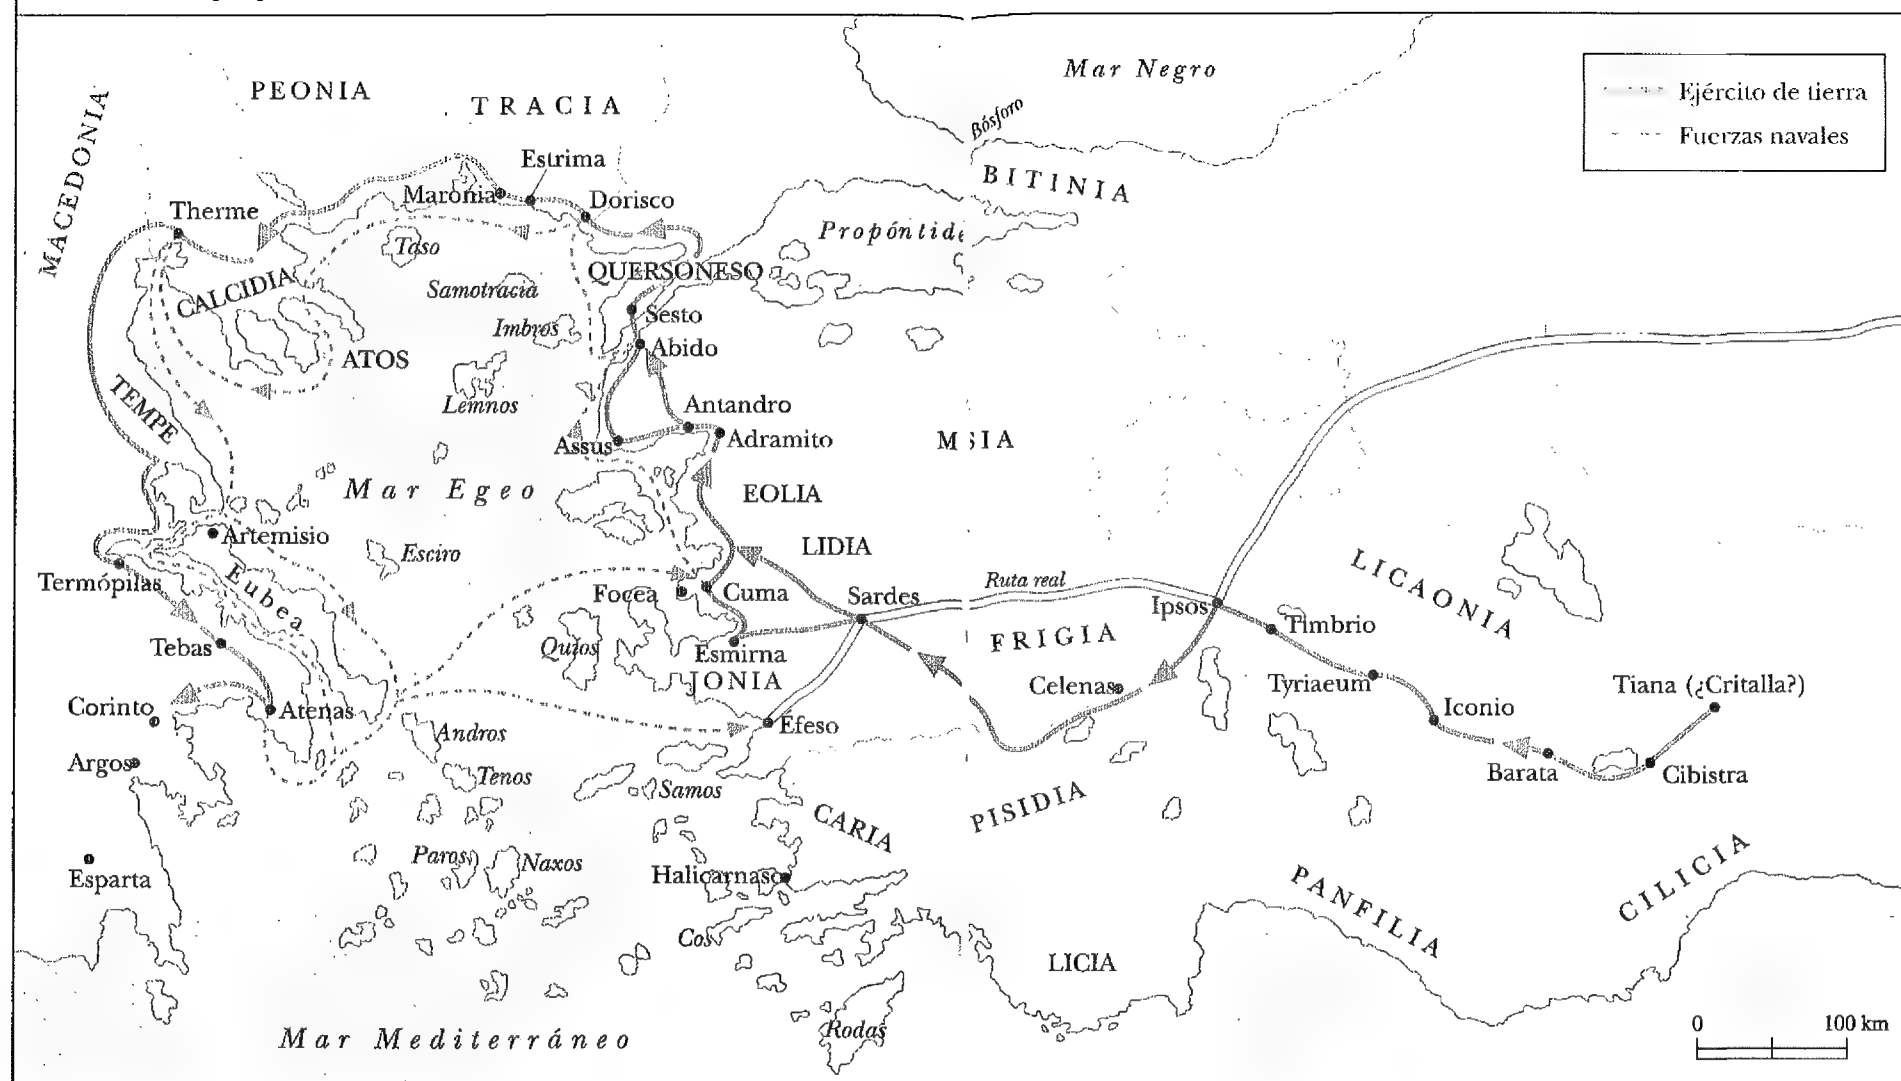 Mar Negro
Ejército de tierra
Fuerzas navales
PEONIA
TRACIA
MACEDONIA
Bósforo
BITINIA
Estrima
Maronia
Dorisco
Therme
Taso
Propóntide
QUERSONESO
CALCIDIA
Samotracia
Imbros
Sesto
Abido
ATOS
TEMPE
Lemnos
Antandro
Assus
Adramito
Mar Egeo
EOLIA
LIDIA
Artemisio
Esciro
Termópilas
Eubea
Focea
Cuma
Sardes
Ruta real
Ipsos
LICAONIA
Timbrio
FRIGIA
Tebas
Quíos
Esmirna
JONIA
Celenas
Tyriaeum
Tiana (¿Critalla?)
Corinto
Atenas
Iconio
Andros
Éfeso
Argos
Tenos
Samos
Barata
Cibistra
CARIA
PISIDIA
Paros
Naxos
Halicarnaso
Esparta
PANFILIA
CILICIA
Cos
LICIA
Rodas
Mar Mediterráneo
0 100 km